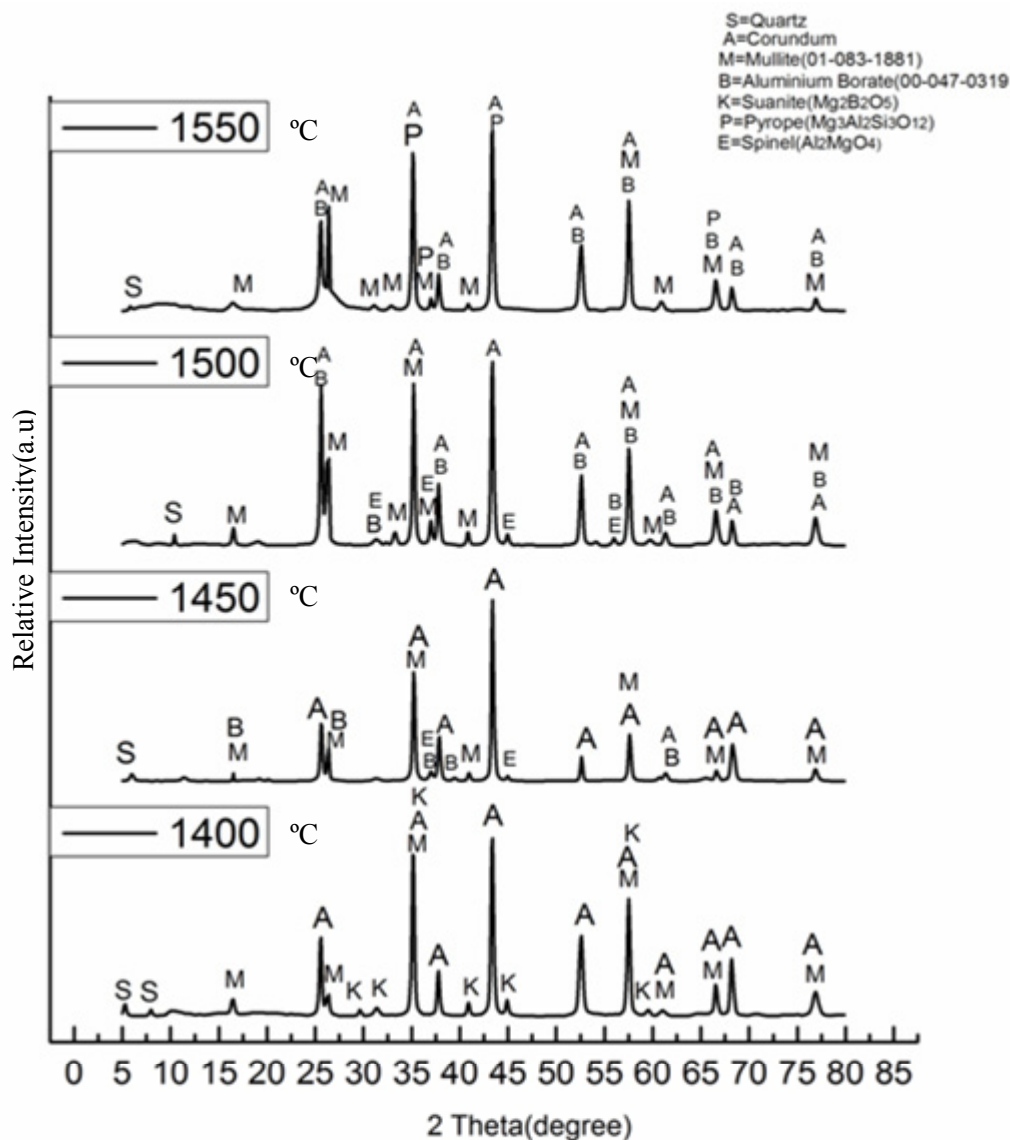 S=Quartz
A=Corundum
M=Mullite(01-083-1881)
B=Aluminium Borate(00-047-0319
K=Suanite(Mg2B2O5)
P=Pyrope(Mg3Al2Si3O12)
E=Spinel(Al2MgO4)
Relative Intensity(a.u)
1550 ºC
S
M
A
B
M
M
M
A
P
P
M
A
B
M
A
P
A
B
A
M
B
M
P
B
M
A
B
A
B
M
1500 ºC
S
M
A
B
M
E
B
M
A
M
E
M
A
B
M
A
E
A
B
B
E
A
M
B
M
A
B
A
M
B
B
A
M
B
A
1450 ºC
S
B
M
A
B
M
A
M
E
B
A
B
M
A
E
A
M
A
A
B
A
M
A
A
M
1400 ºC
S
S
M
A
M
K
K
K
A
M
A
K
A
K
A
K
A
M
K
A
M
A
M
A
A
M
0 5 10 15 20 25 30 35 40 45 50 55 60 65 70 75 80 85
2 Theta(degree)